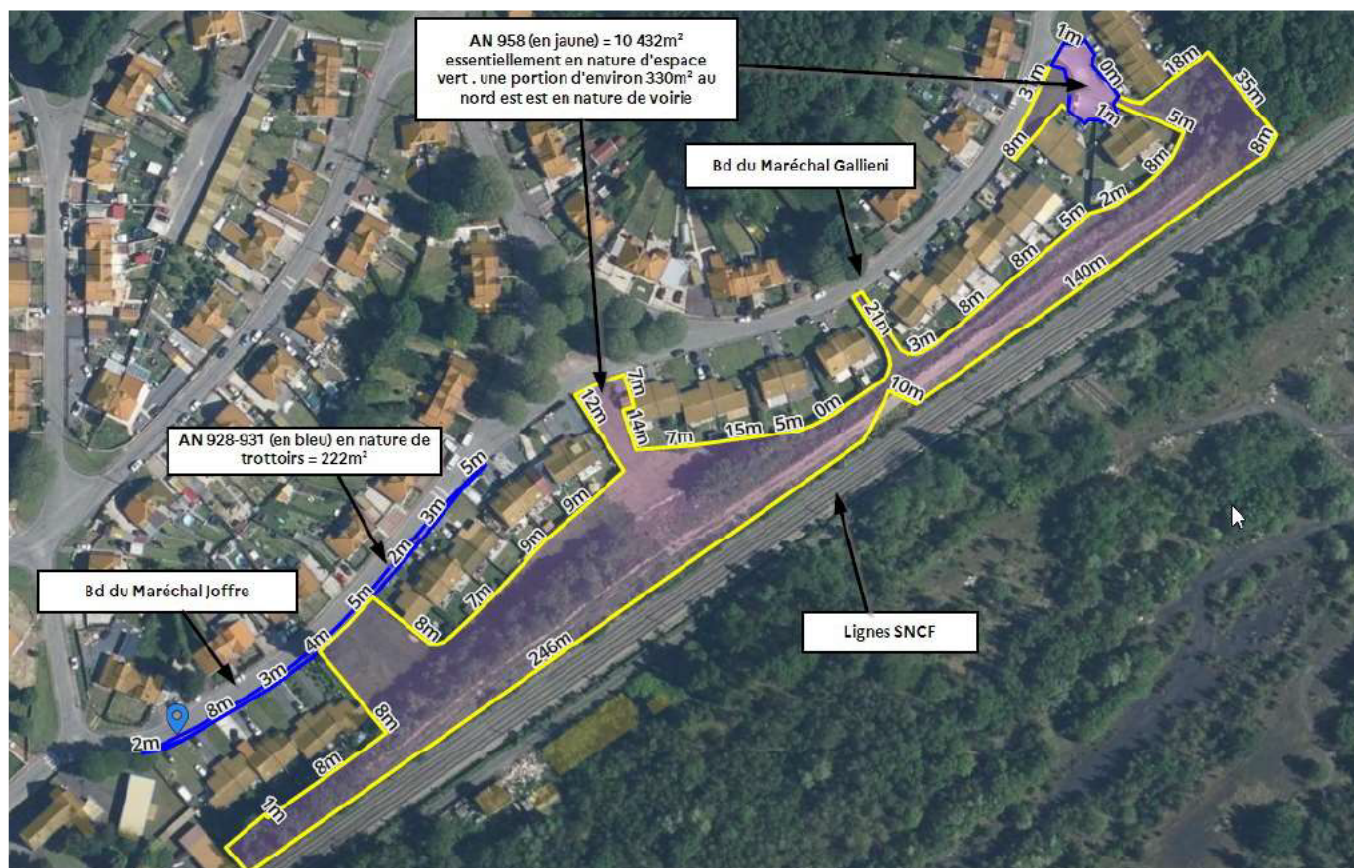 AN 958 (en jaune) = 10 432m²
essentiellement en nature d'espace
vert . une portion d'environ 330m² au
nord est est en nature de voirie
1m
0m
18m
35m
8m
1m
5m
8m
8m
Bd du Maréchal Gallieni
2m
5m
8m
140m
8m
21m
3m
10m
7m
12m
14m
0m
5m
15m
7m
AN 928-931 (en bleu) en nature de
trottoirs = 222m²
5m
3m
9m
2m
9m
Bd du Maréchal Joffre
5m
7m
4m
8m
Lignes SNCF
246m
3m
8m
8m
2m
8m
1m